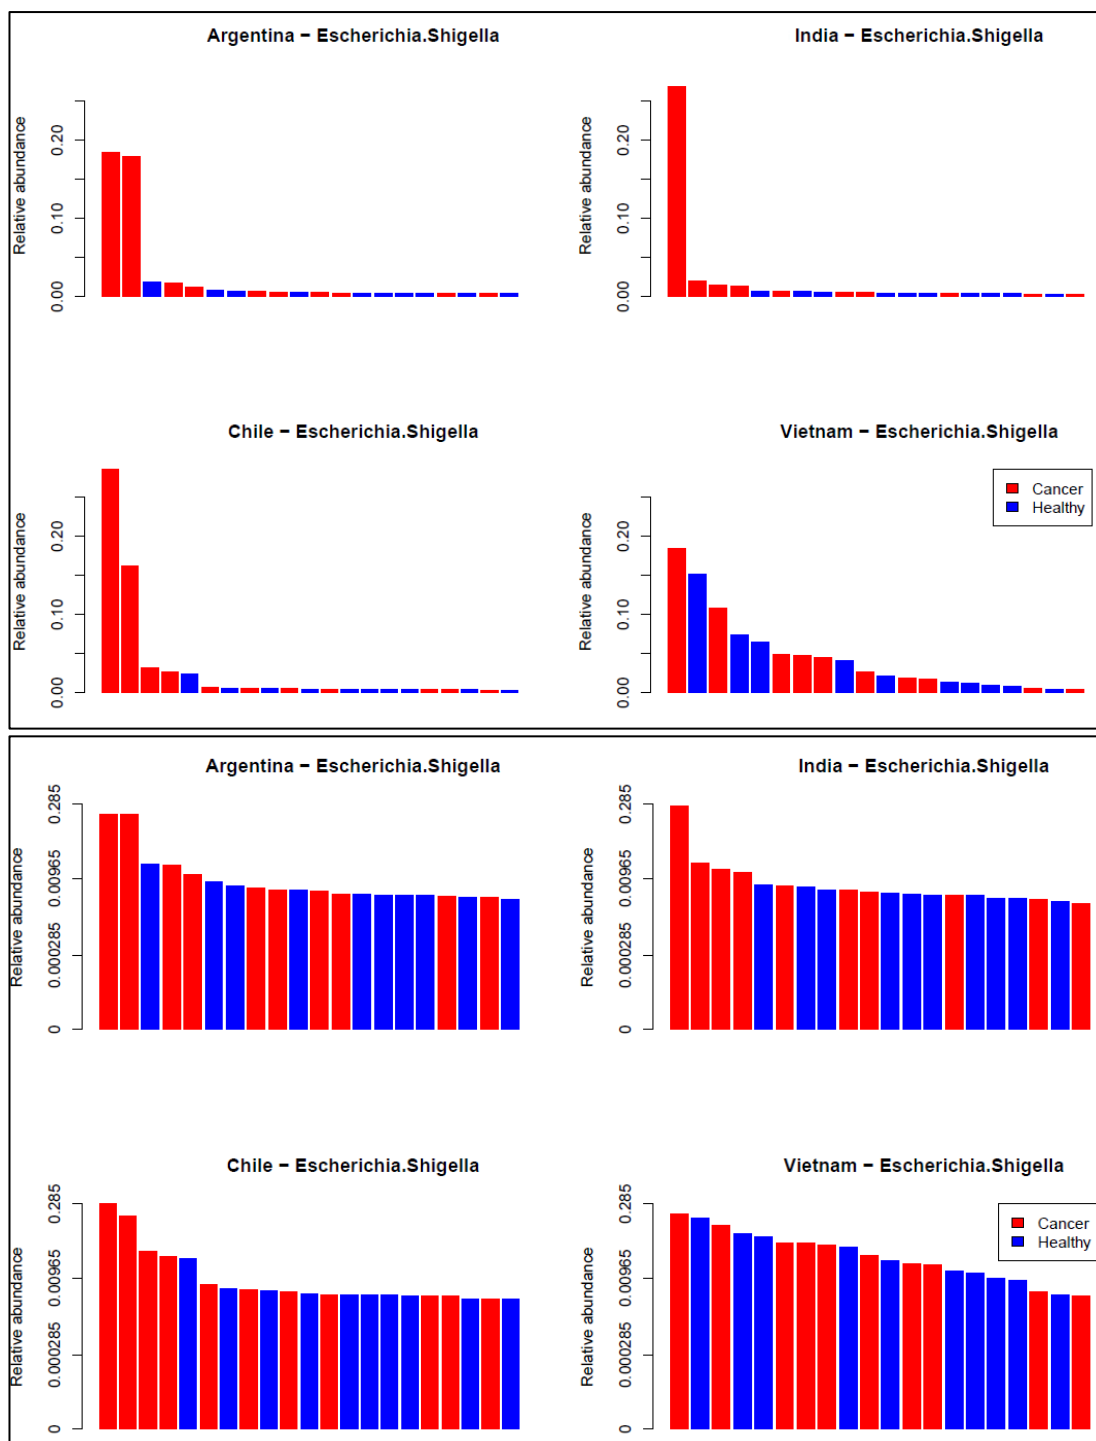 Argentina − Escherichia.Shigella
Relative abundance
0.20
0.10
0.00
India − Escherichia.Shigella
Relative abundance
0.20
0.10
0.00
Chile − Escherichia.Shigella
Relative abundance
0.20
0.10
0.00
Vietnam − Escherichia.Shigella
Relative abundance
0.20
0.10
0.00
Cancer
Healthy
Argentina − Escherichia.Shigella
Relative abundance
0.285
0.00965
0.000285
0
India − Escherichia.Shigella
Relative abundance
0.285
0.00965
0.000285
0
Chile − Escherichia.Shigella
Relative abundance
0.285
0.00965
0.000285
0
Vietnam − Escherichia.Shigella
Relative abundance
0.285
0.00965
0.000285
0
Cancer
Healthy